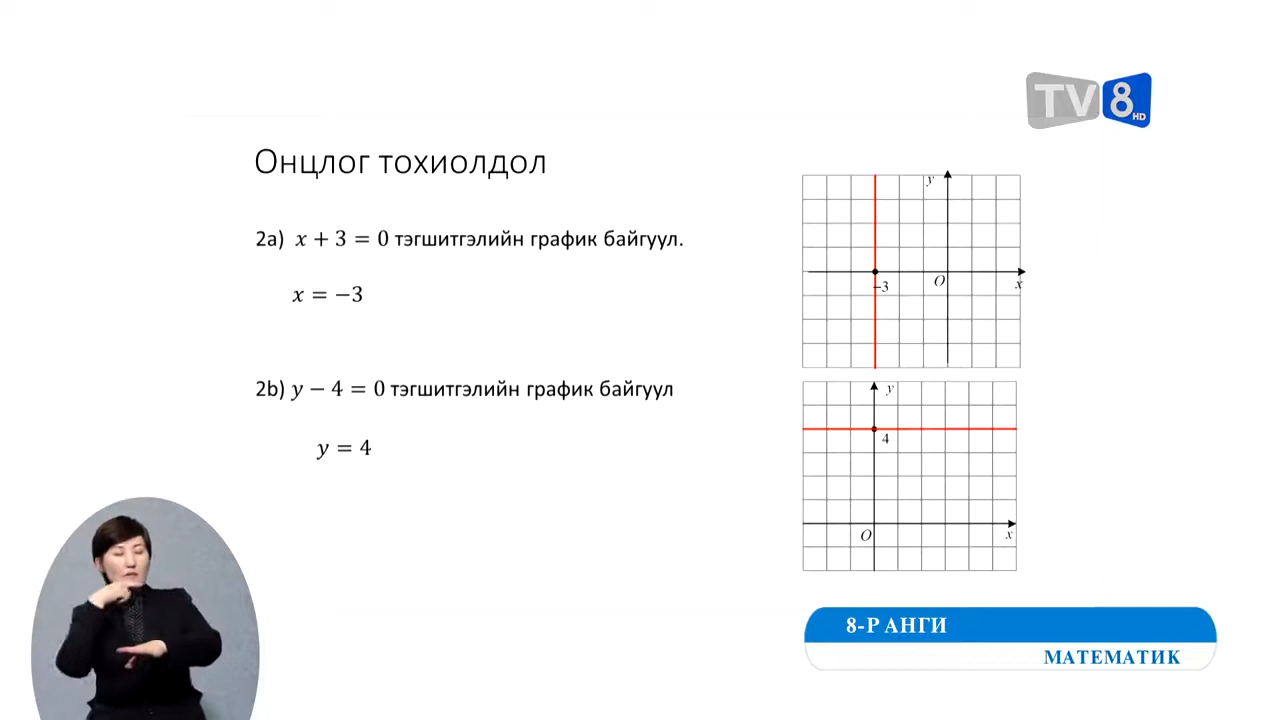 TV8 HD
Онцлог тохиолдол
2a) x + 3 = 0 тэгшитгэлийн график байгуул.
x = −3
y
−3
O
x
2b) y − 4 = 0 тэгшитгэлийн график байгуул
y = 4
y
4
O
x
8-Р АНГИ
МАТЕМАТИК